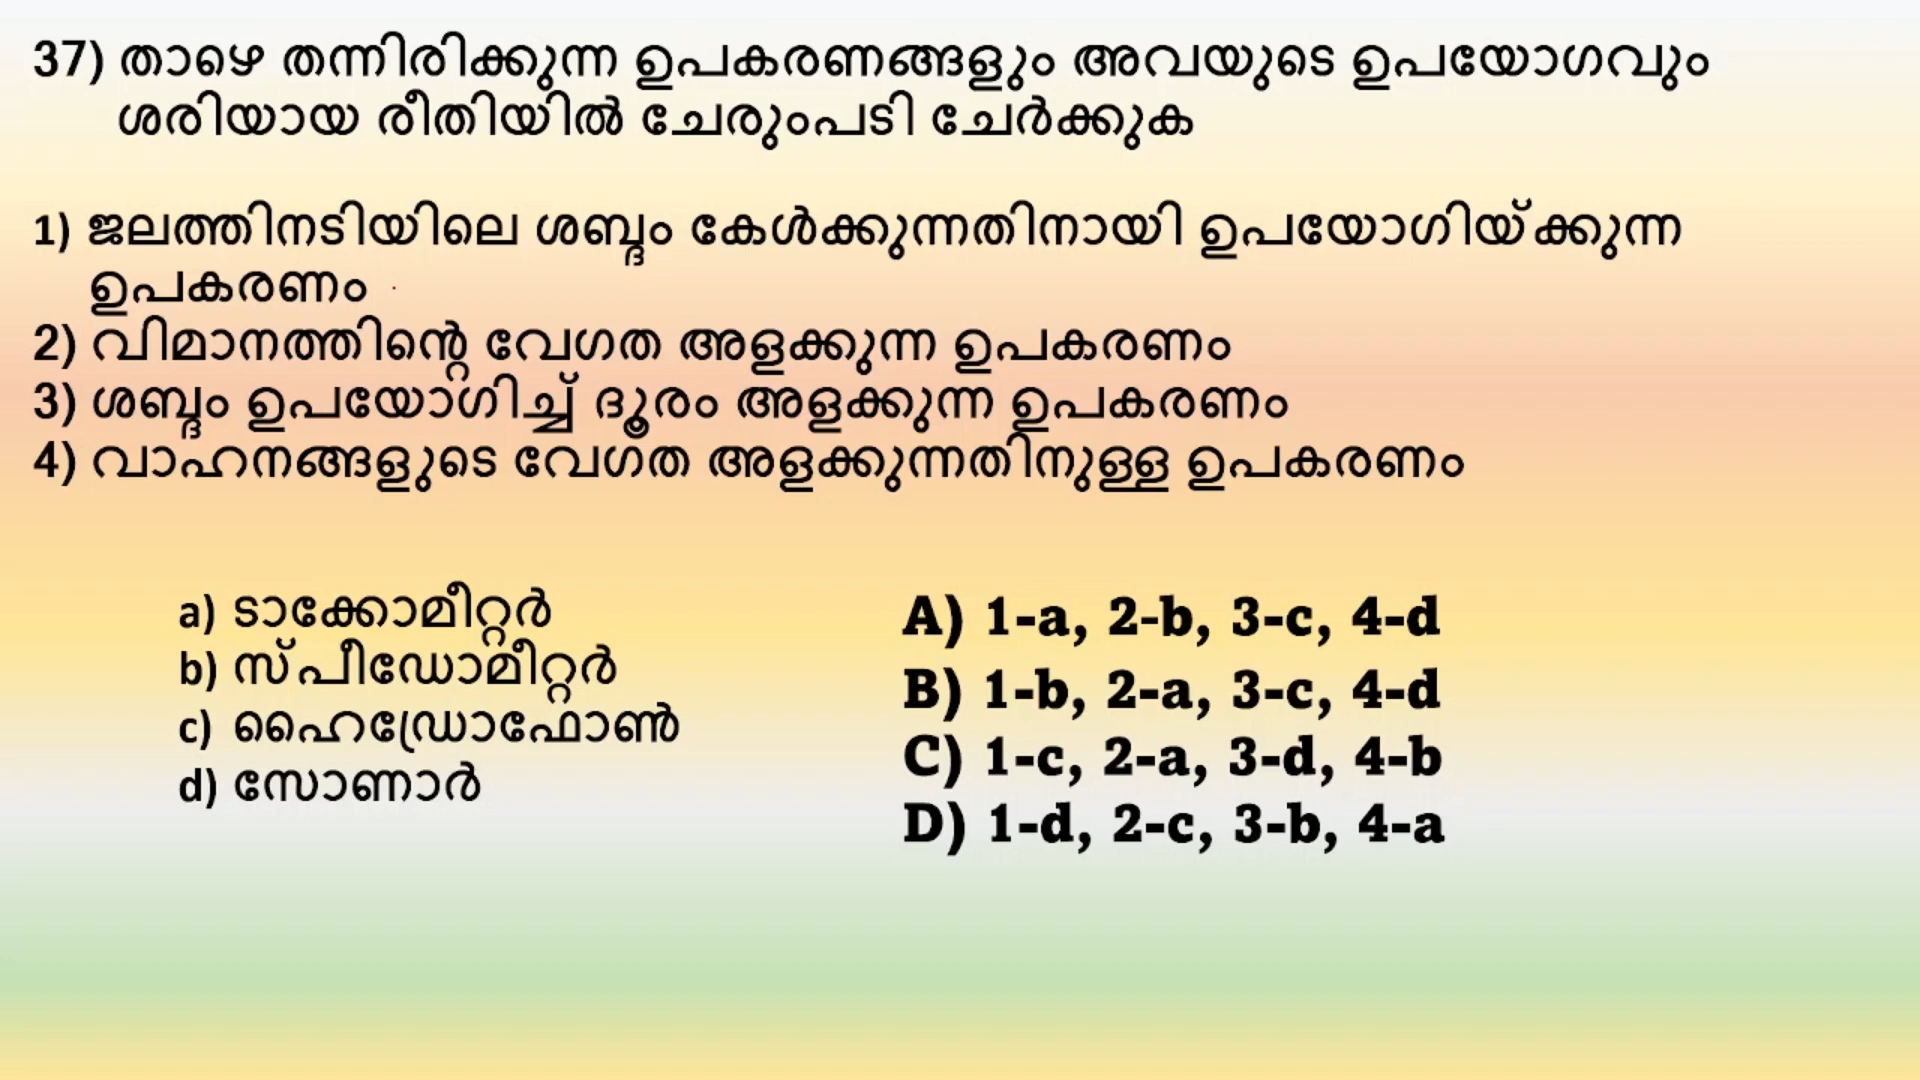 37) താഴെ തന്നിരിക്കുന്ന ഉപകരണങ്ങളും അവയുടെ ഉപയോഗവും
ശരിയായ രീതിയിൽ ചേരുംപടി ചേർക്കുക
1) ജലത്തിനടിയിലെ ശബ്ദം കേൾക്കുന്നതിനായി ഉപയോഗിയ്ക്കുന്ന
ഉപകരണം
2) വിമാനത്തിന്റെ വേഗത അളക്കുന്ന ഉപകരണം
3) ശബ്ദം ഉപയോഗിച്ച് ദൂരം അളക്കുന്ന ഉപകരണം
4) വാഹനങ്ങളുടെ വേഗത അളക്കുന്നതിനുള്ള ഉപകരണം
a) ടാക്കോമീറ്റർ
b) സ്പീഡോമീറ്റർ
c) ഹൈഡ്രോഫോൺ
d) സോണാർ
A) 1-a, 2-b, 3-c, 4-d
B) 1-b, 2-a, 3-c, 4-d
C) 1-c, 2-a, 3-d, 4-b
D) 1-d, 2-c, 3-b, 4-a